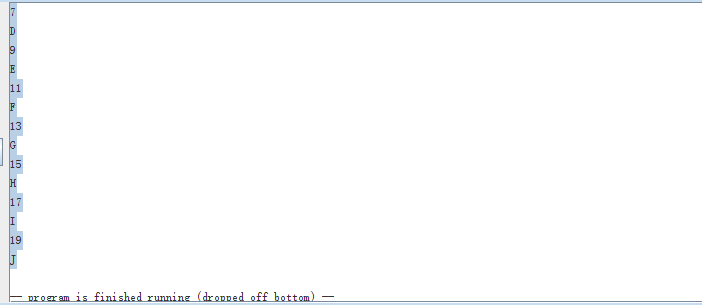 7
D
9
E
11
F
13
G
15
H
17
I
19
J
— program is finished running (dropped off bottom) —